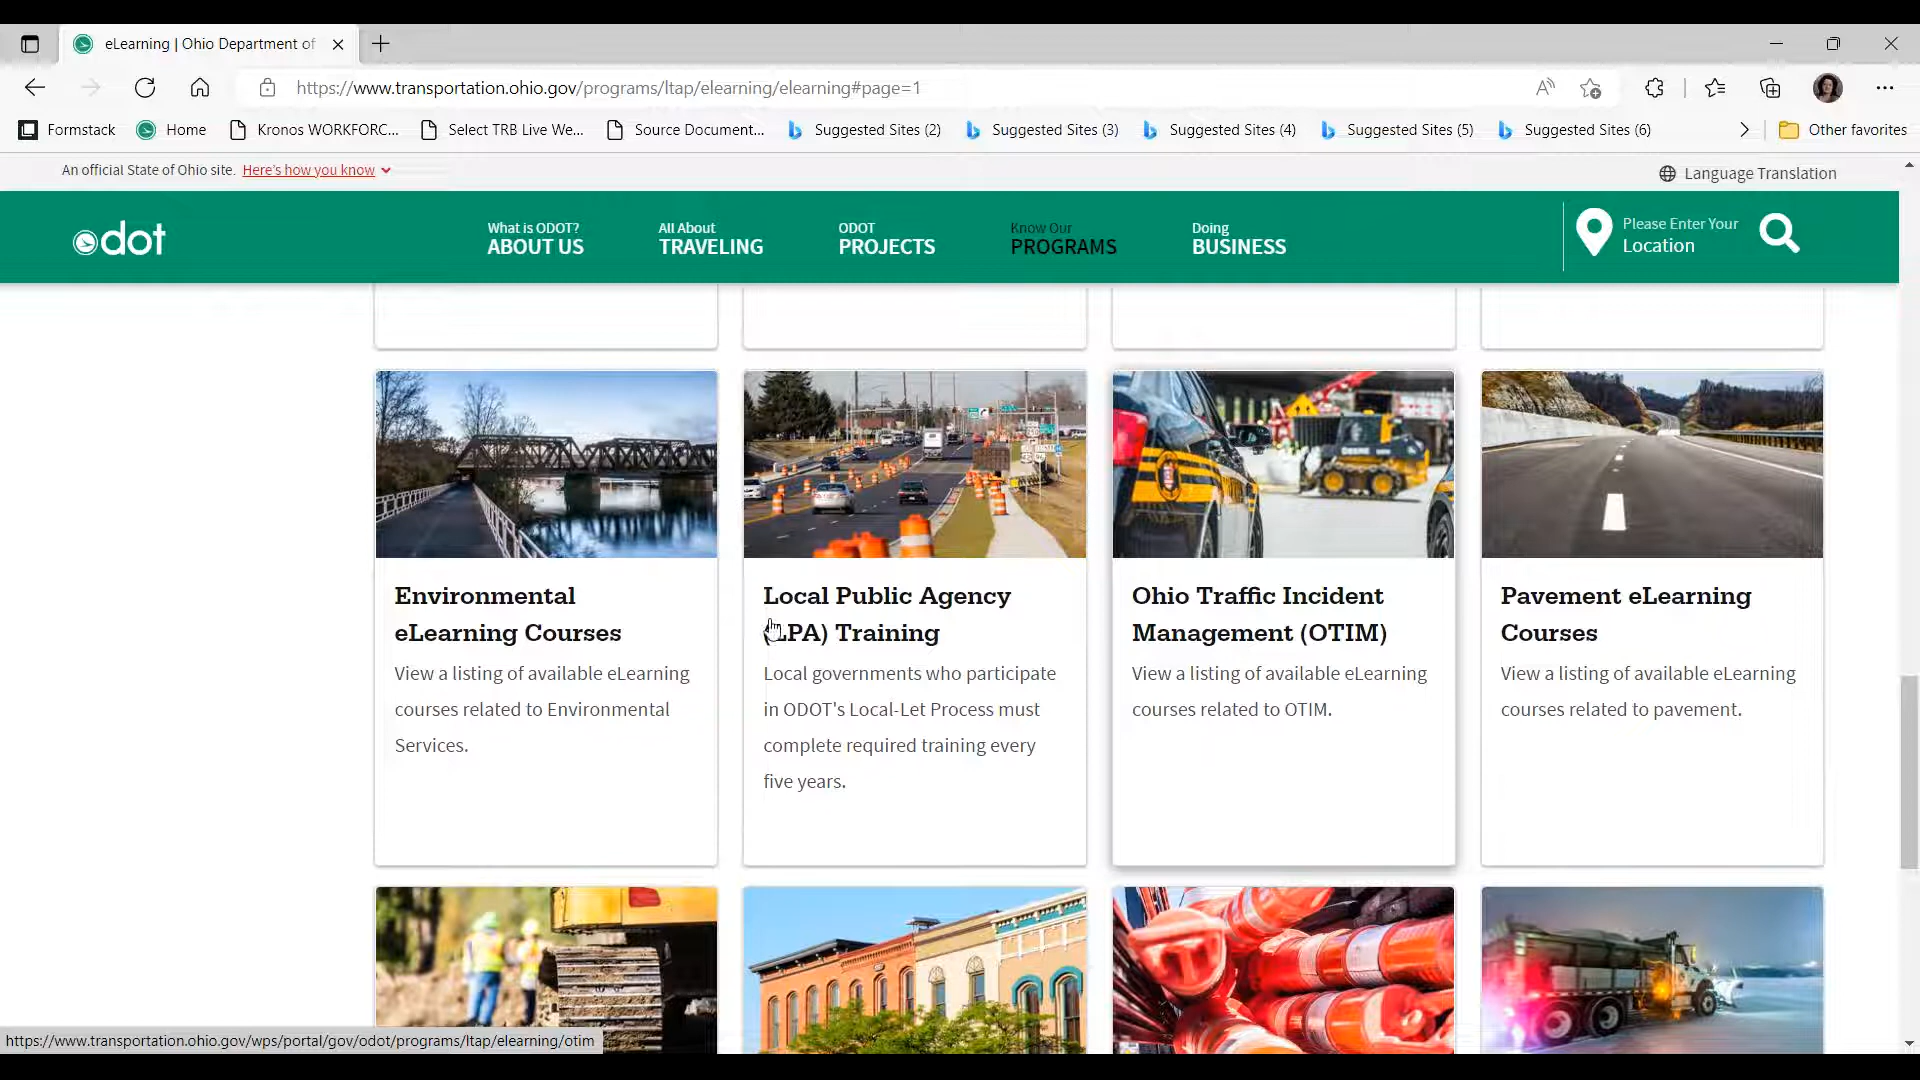 eLearning | Ohio Department of
https://www.transportation.ohio.gov/programs/ltap/elearning/elearning#page=1
Formstack
Home
Kronos WORKFORC...
Select TRB Live We...
Source Document...
Suggested Sites (2)
Suggested Sites (3)
Suggested Sites (4)
Suggested Sites (5)
Suggested Sites (6)
Other favorites
An official State of Ohio site. Here's how you know
Language Translation
odot
What is ODOT?
ABOUT US
All About
TRAVELING
ODOT
PROJECTS
Know Our
PROGRAMS
Doing
BUSINESS
Please Enter Your
Location
Environmental
eLearning Courses
View a listing of available eLearning
courses related to Environmental
Services.
Local Public Agency
(LPA) Training
Local governments who participate
in ODOT's Local-Let Process must
complete required training every
five years.
Ohio Traffic Incident
Management (OTIM)
View a listing of available eLearning
courses related to OTIM.
Pavement eLearning
Courses
View a listing of available eLearning
courses related to pavement.
https://www.transportation.ohio.gov/wps/portal/gov/odot/programs/ltap/elearning/otim